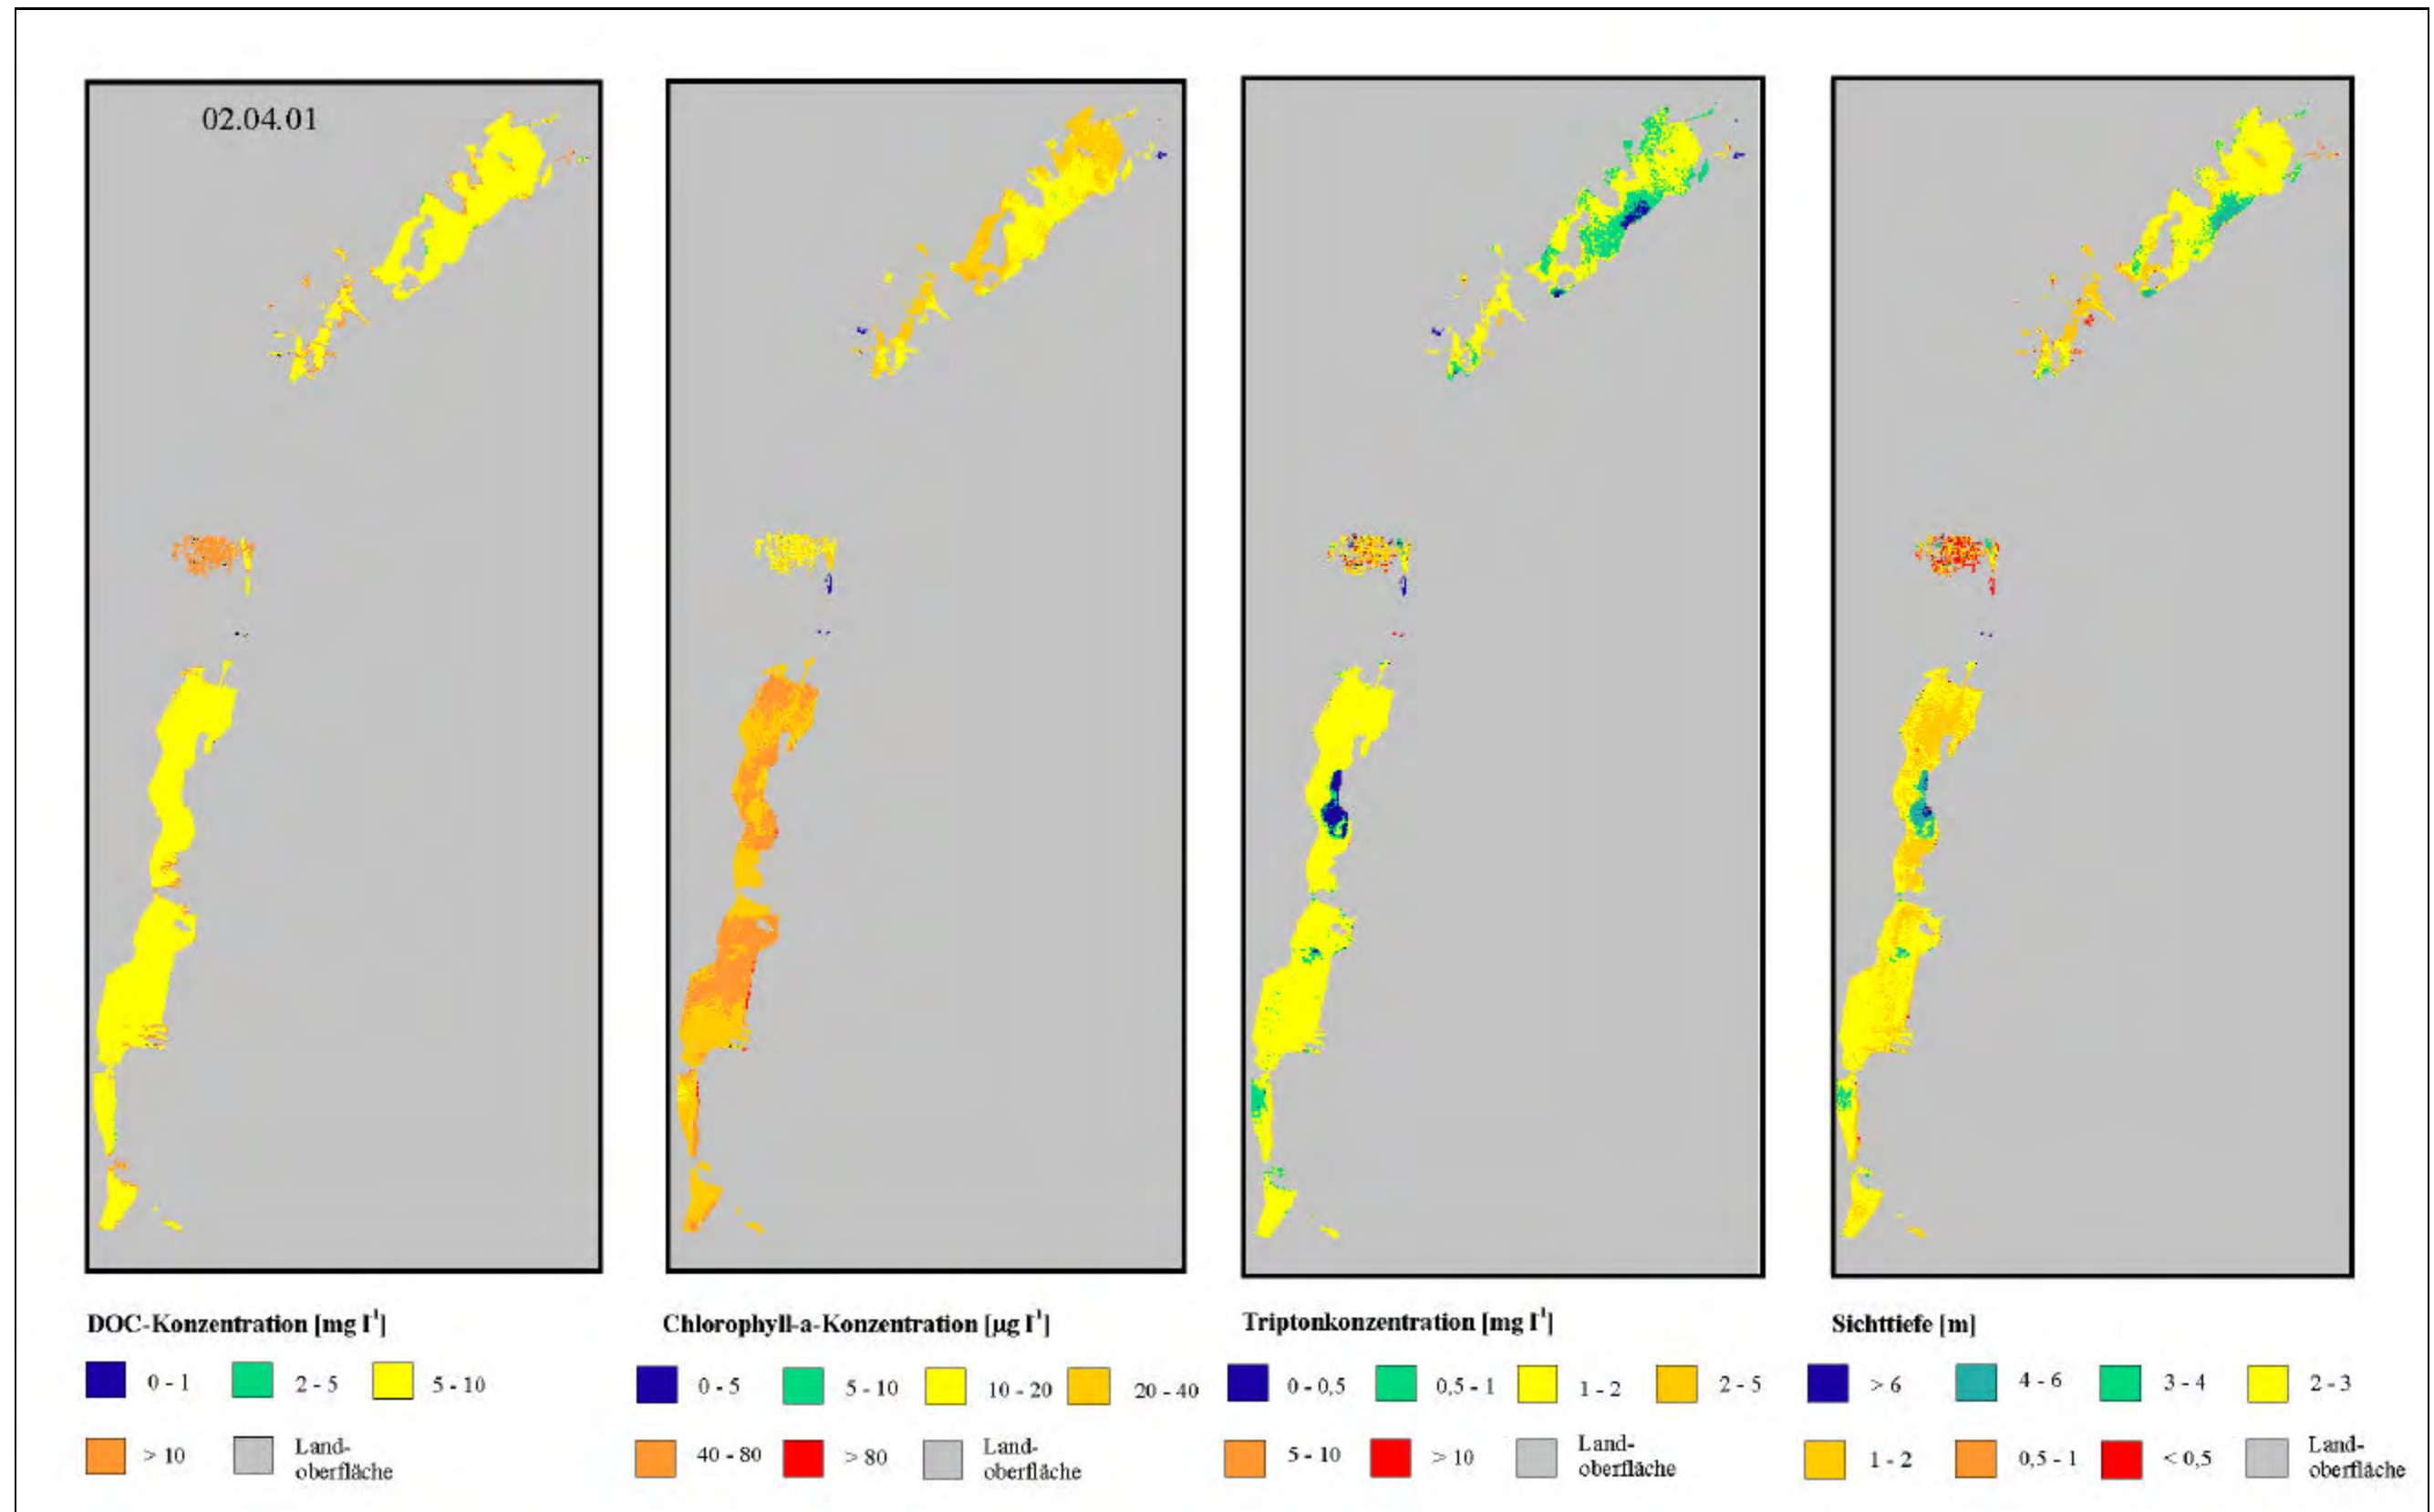 02.04.01
DOC-Konzentration [mg l¹]
0 - 1
2 - 5
5 - 10
> 10
Land-
oberfläche
Chlorophyll-a-Konzentration [µg l¹]
0 - 5
5 - 10
10 - 20
20 - 40
40 - 80
> 80
Land-
oberfläche
Triptonkonzentration [mg l¹]
0 - 0,5
0,5 - 1
1 - 2
2 - 5
5 - 10
> 10
Land-
oberfläche
Sichttiefe [m]
> 6
4 - 6
3 - 4
2 - 3
1 - 2
0,5 - 1
< 0,5
Land-
oberfläche